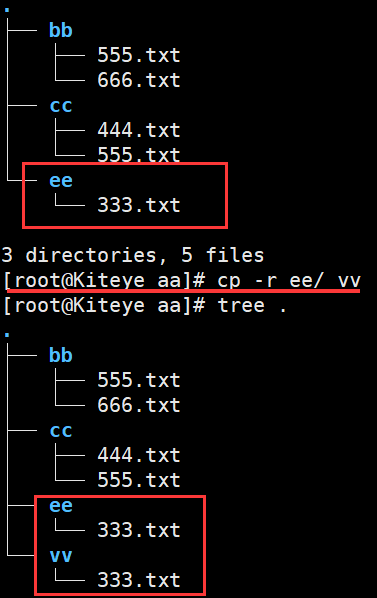 .
├── bb
│   ├── 555.txt
│   └── 666.txt
├── cc
│   ├── 444.txt
│   └── 555.txt
└── ee
    └── 333.txt
3 directories, 5 files
[root@Kiteye aa]# cp -r ee/ vv
[root@Kiteye aa]# tree .
.
├── bb
│   ├── 555.txt
│   └── 666.txt
├── cc
│   ├── 444.txt
│   └── 555.txt
├── ee
│   └── 333.txt
└── vv
    └── 333.txt